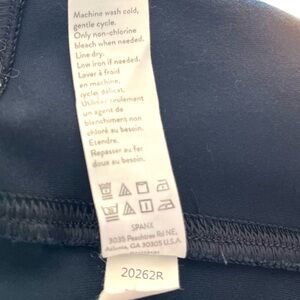 Machine wash cold,
gentle cycle.
Only non-chlorine
bleach when needed.
Line dry.
Low iron if needed.
Laver à froid
en machine,
cycle délicat.
Utiliser seulement
un agent de
blanchiment non
chloré au besoin.
Étendre.
Repasser au fer
doux au besoin.
SPANX
3035 Peachtree Rd NE,
Atlanta, GA 30305 U.S.A.
20262R